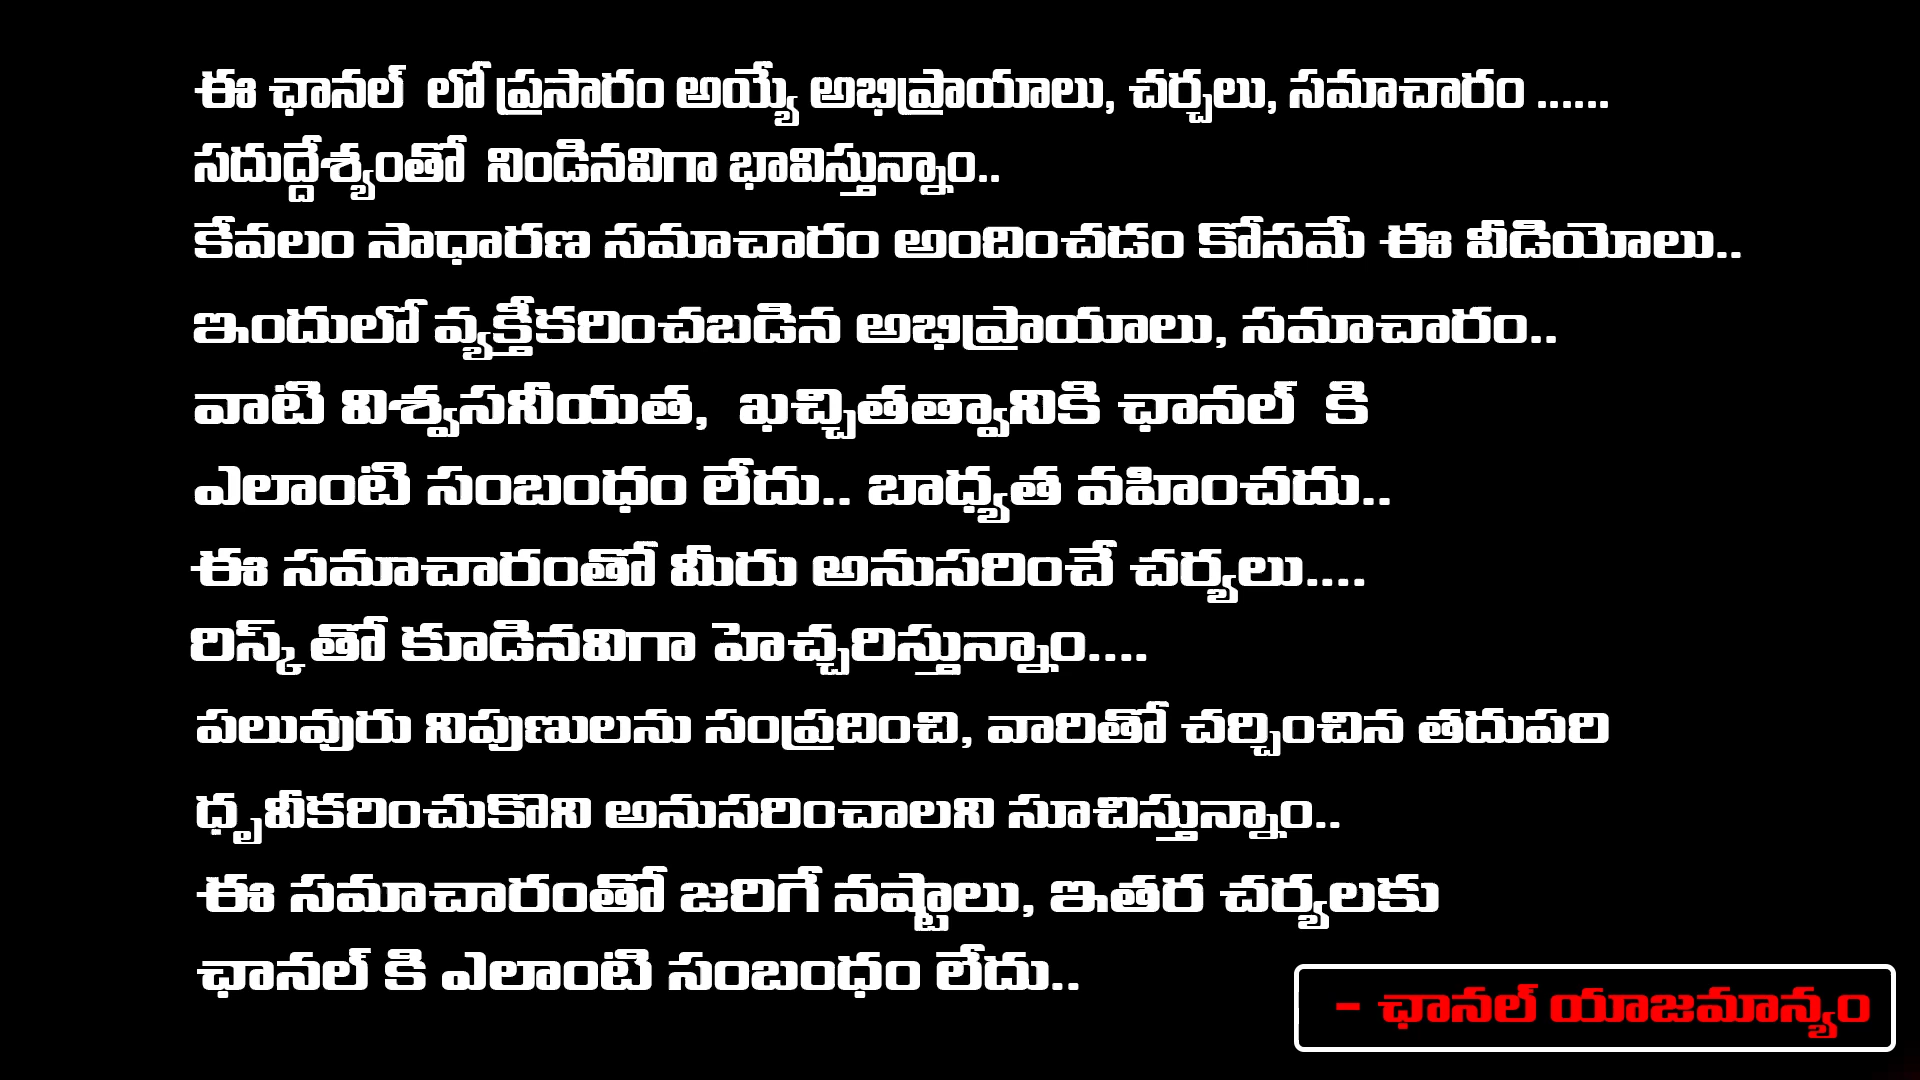 ఈ ఛానల్ లో ప్రసారం అయ్యే అభిప్రాయాలు, చర్చలు, సమాచారం ......
సదుద్దేశ్యంతో నిండినవిగా భావిస్తున్నాం..
కేవలం సాధారణ సమాచారం అందించడం కోసమే ఈ వీడియోలు..
ఇందులో వ్యక్తీకరించబడిన అభిప్రాయాలు, సమాచారం..
వాటి విశ్వసనీయత, ఖచ్చితత్వానికి ఛానల్ కి
ఎలాంటి సంబంధం లేదు.. బాధ్యత వహించదు..
ఈ సమాచారంతో మీరు అనుసరించే చర్యలు....
రిస్క్ తో కూడినవిగా హెచ్చరిస్తున్నాం....
పలువురు నిపుణులను సంప్రదించి, వారితో చర్చించిన తదుపరి
ధృవీకరించుకొని అనుసరించాలని సూచిస్తున్నాం..
ఈ సమాచారంతో జరిగే నష్టాలు, ఇతర చర్యలకు
ఛానల్ కి ఎలాంటి సంబంధం లేదు..
- ఛానల్ యాజమాన్యం